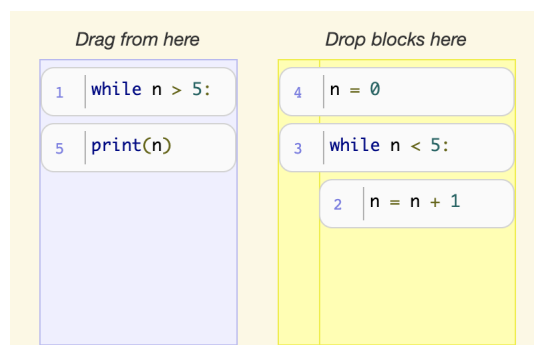 Drag from here
1 while n > 5:
5 print(n)
Drop blocks here
4 n = 0
3 while n < 5:
2 n = n + 1